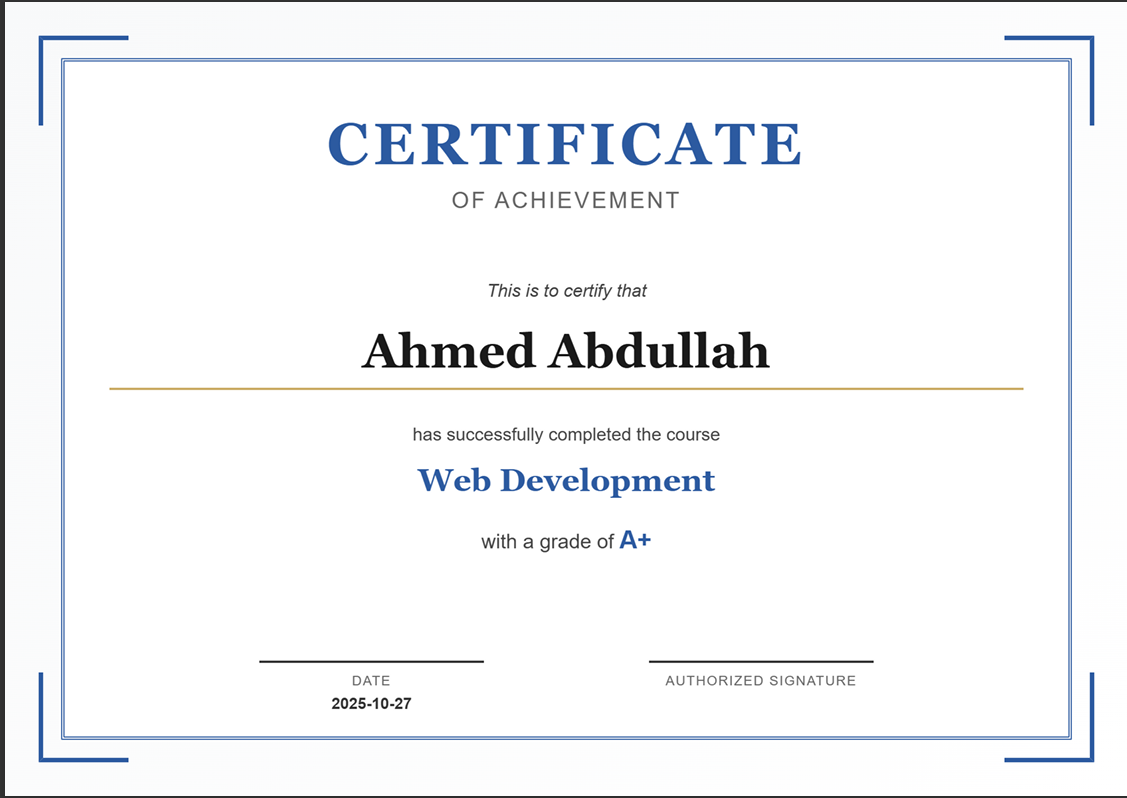 CERTIFICATE
OF ACHIEVEMENT
This is to certify that
Ahmed Abdullah
has successfully completed the course
Web Development
with a grade of A+
DATE
2025-10-27
AUTHORIZED SIGNATURE